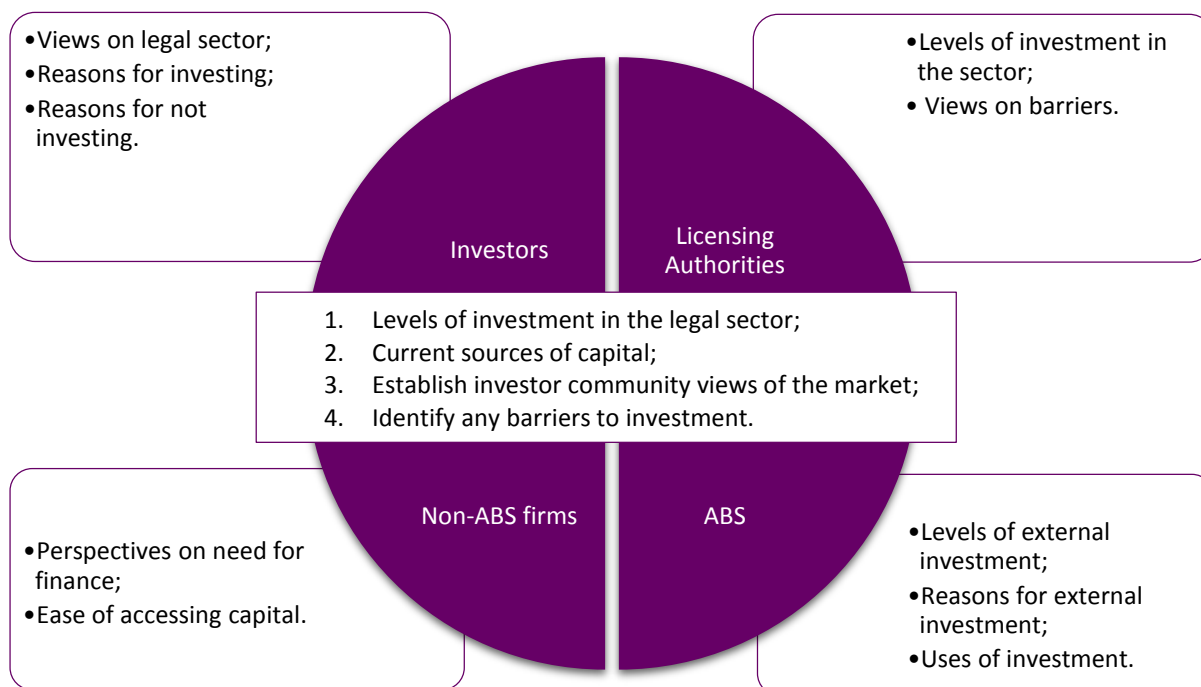 •Views on legal sector;
•Reasons for investing;
•Reasons for not
investing.
•Levels of investment in
the sector;
• Views on barriers.
Investors
Licensing
Authorities
1. Levels of investment in the legal sector;
2. Current sources of capital;
3. Establish investor community views of the market;
4. Identify any barriers to investment.
Non-ABS firms
ABS
•Perspectives on need for
finance;
•Ease of accessing capital.
•Levels of external
investment;
•Reasons for external
investment;
•Uses of investment.